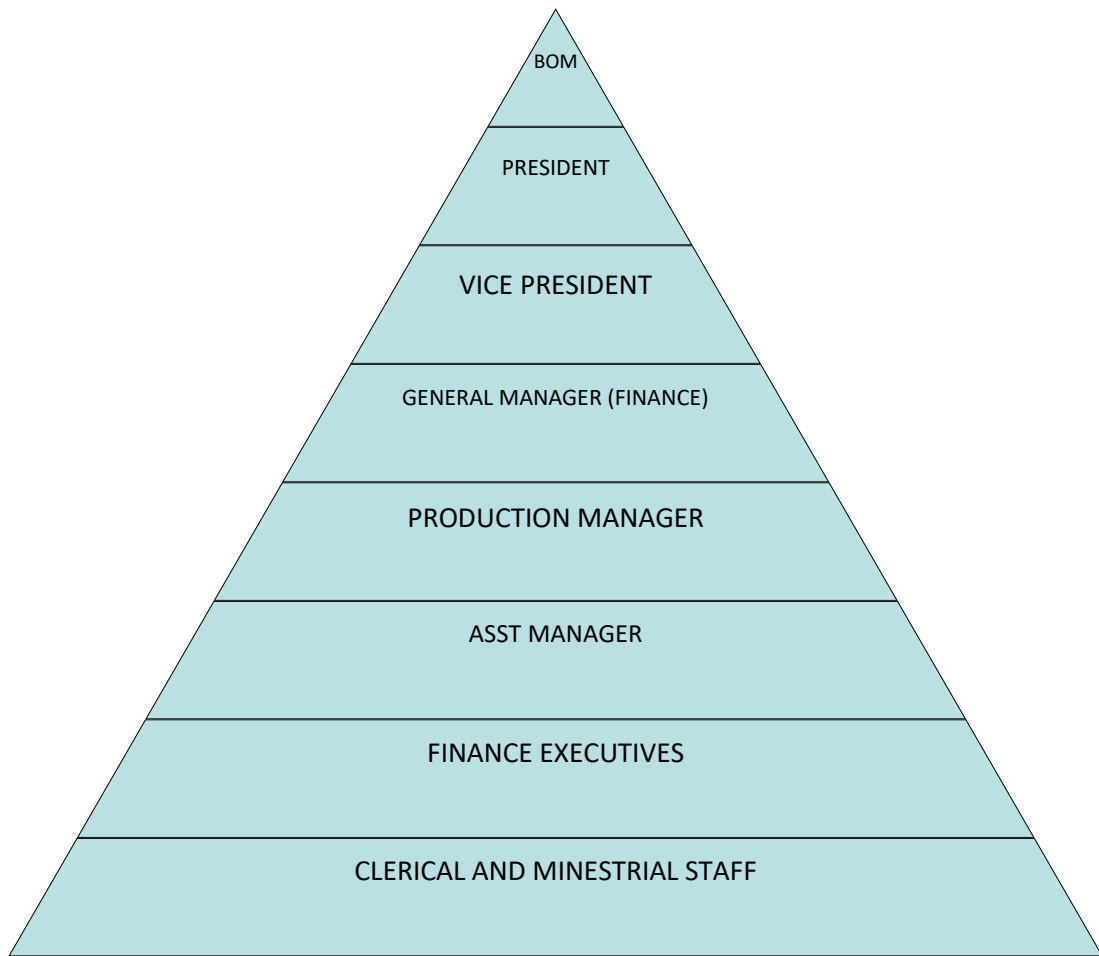 BOM
PRESIDENT
VICE PRESIDENT
GENERAL MANAGER (FINANCE)
PRODUCTION MANAGER
ASST MANAGER
FINANCE EXECUTIVES
CLERICAL AND MINESTRIAL STAFF